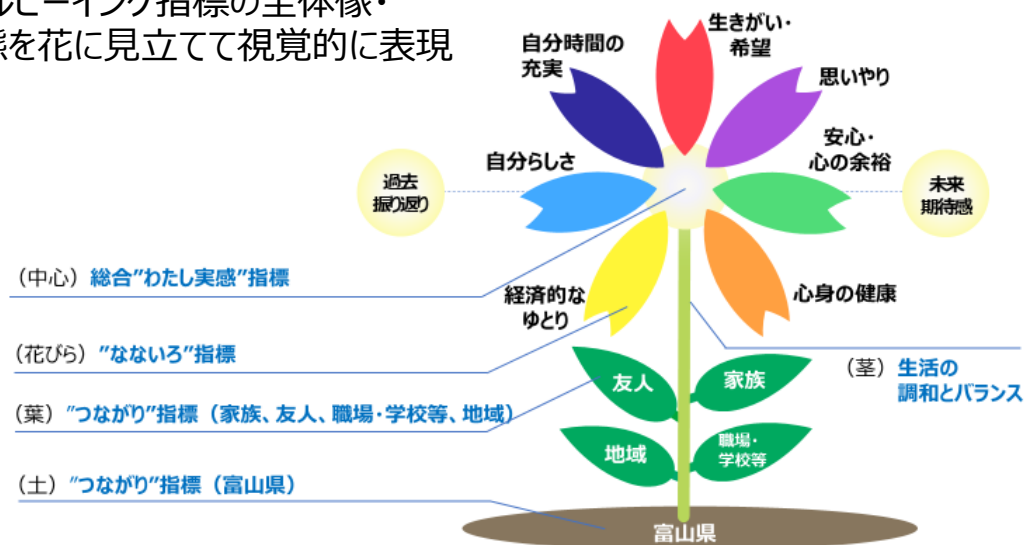 ルビーイング指標の全体像・
態を花に見立てて視覚的に表現
生きがい・
希望
自分時間の
充実
思いやり
安心・
心の余裕
自分らしさ
過去
振り返り
未来
期待感
（中心）総合”わたし実感”指標
経済的な
ゆとり
心身の健康
（花びら）”なないろ”指標
（茎）生活の
調和とバランス
友人
家族
（葉）”つながり”指標（家族、友人、職場・学校等、地域）
地域
職場・
学校等
（土）”つながり”指標（富山県）
富山県